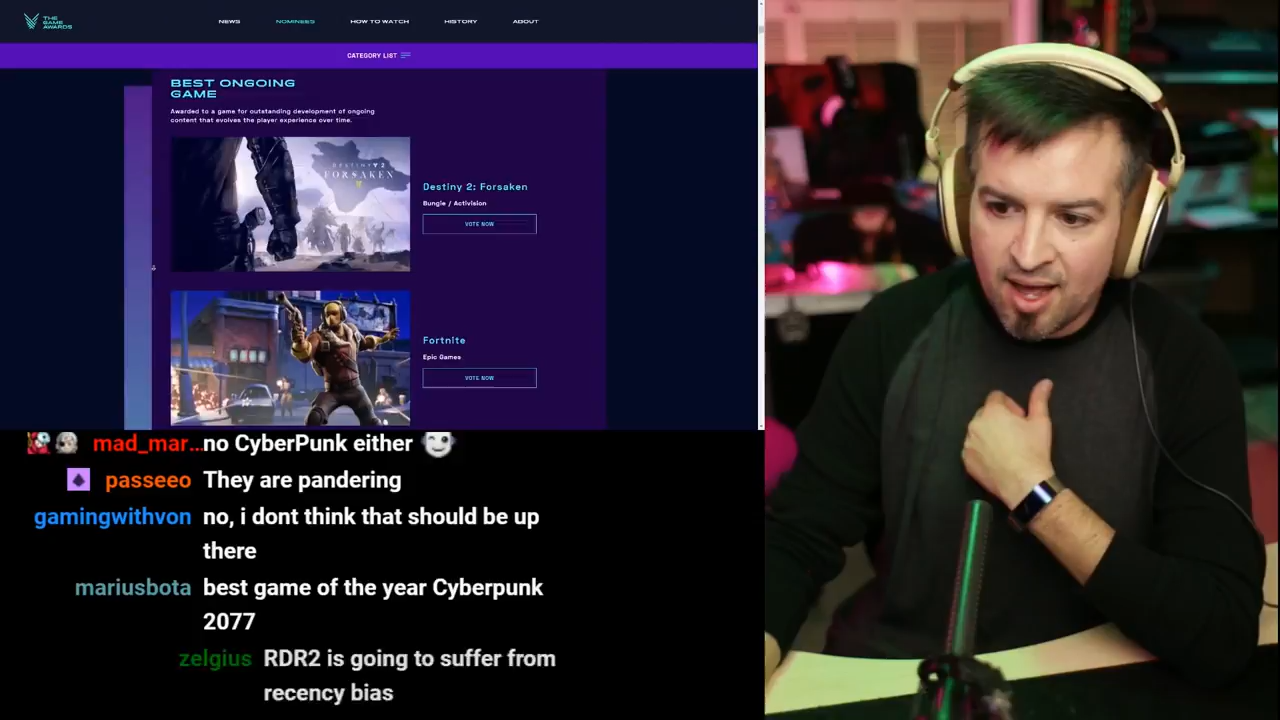 THE
GAME
AWARDS
NEWS
NOMINEES
HOW TO WATCH
HISTORY
ABOUT
CATEGORY LIST
BEST ONGOING
GAME
Awarded to a game for outstanding development of ongoing
content that evolves the player experience over time.
DESTINY 2
FORSAKEN
Destiny 2: Forsaken
Bungie / Activision
VOTE NOW
Fortnite
Epic Games
VOTE NOW
mad_mar... no CyberPunk either
passeeo They are pandering
gamingwithvon no, i dont think that should be up
there
mariusbota best game of the year Cyberpunk
2077
zelgius RDR2 is going to suffer from
recency bias